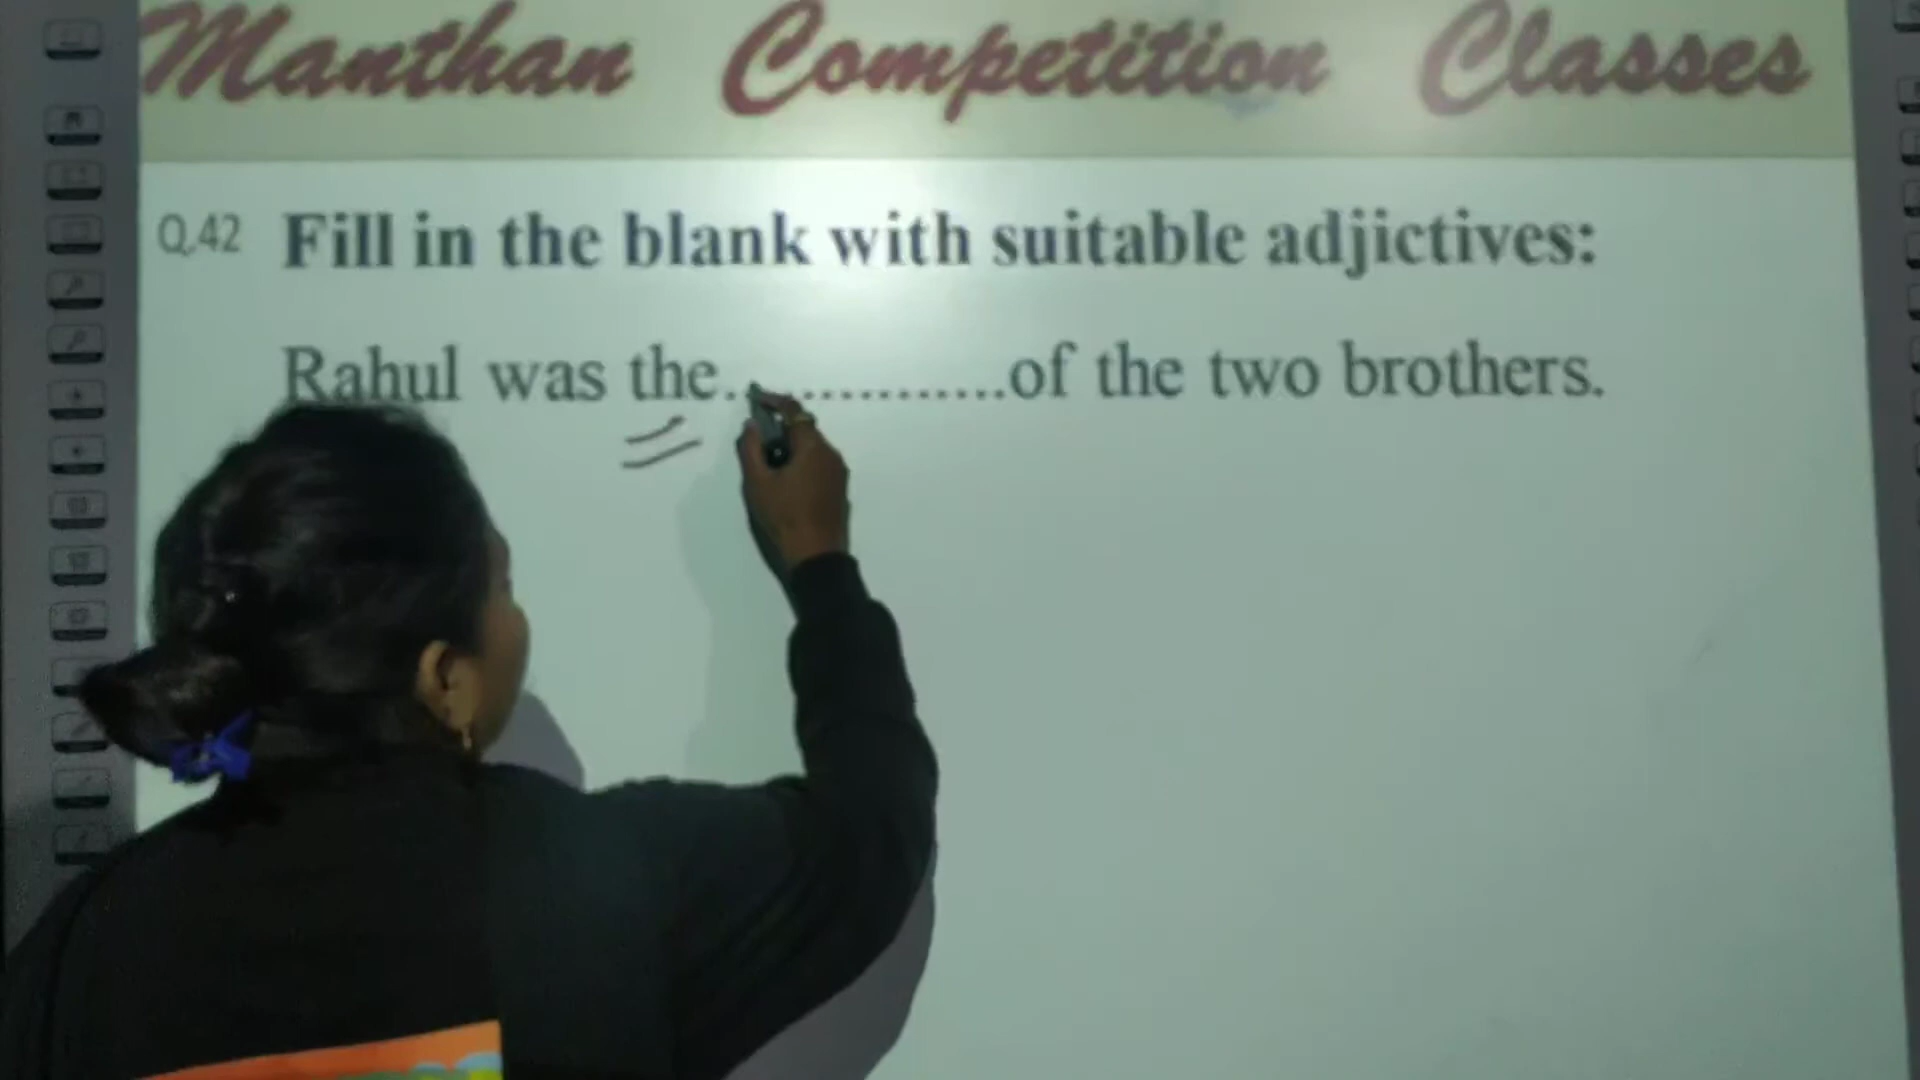 Manthan Competition Classes
Q.42 Fill in the blank with suitable adjictives:
Rahul was the...............of the two brothers.